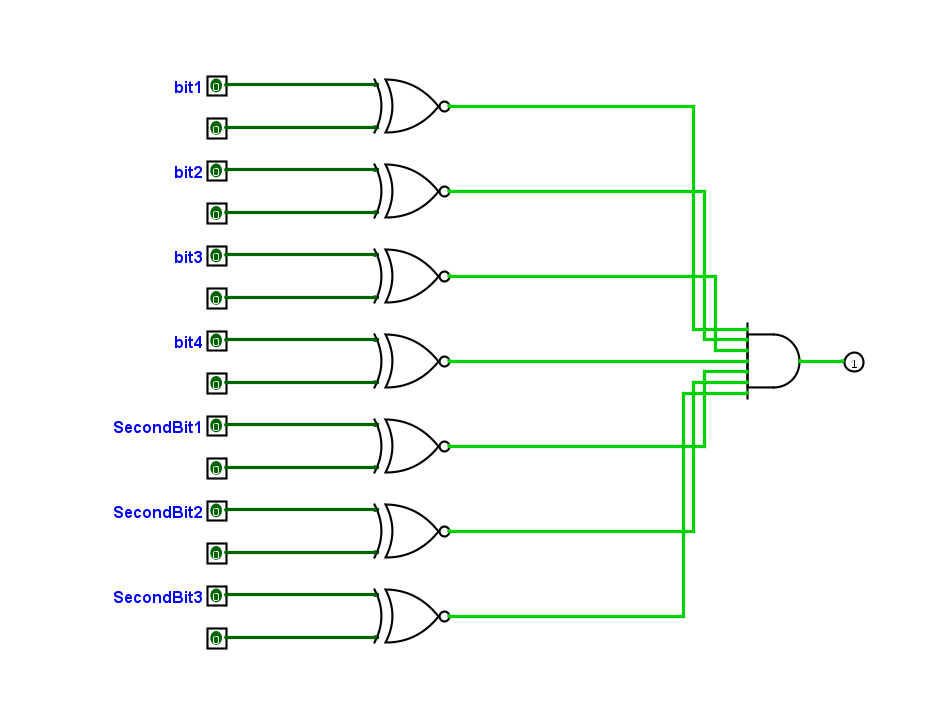 bit1 0
0
bit2 0
0
bit3 0
0
bit4 0
0
1
SecondBit1 0
0
SecondBit2 0
0
SecondBit3 0
0